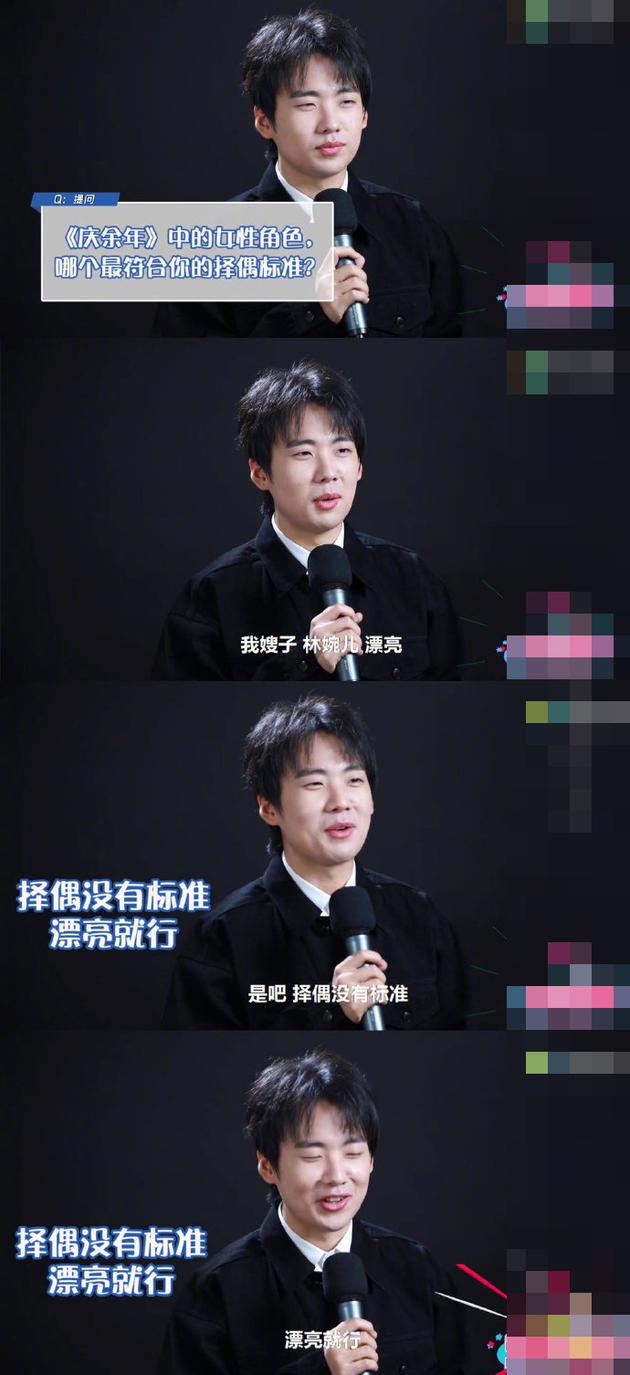 Q：提问
《庆余年》中的女性角色，
哪个最符合你的择偶标准？
我嫂子 林婉儿 漂亮
择偶没有标准
漂亮就行
是吧 择偶没有标准
择偶没有标准
漂亮就行
漂亮就行